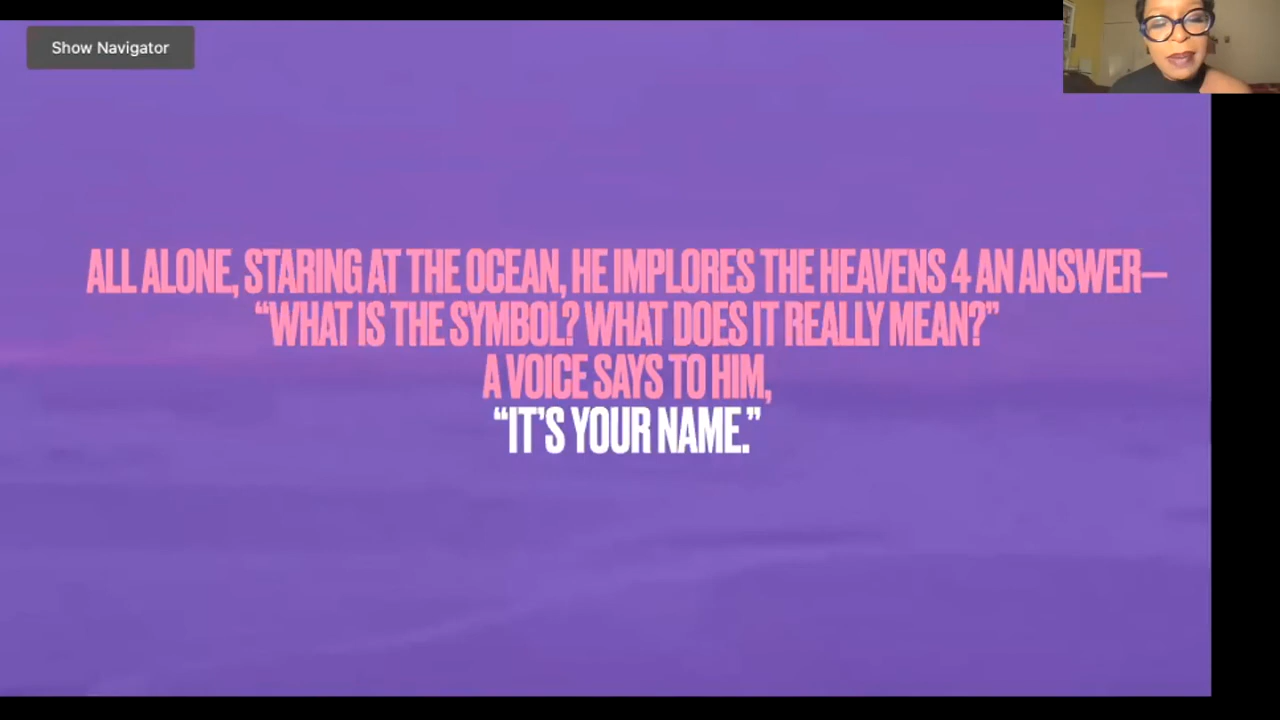 Show Navigator
ALL ALONE, STARING AT THE OCEAN, HE IMPLORES THE HEAVENS 4 AN ANSWER—
“WHAT IS THE SYMBOL? WHAT DOES IT REALLY MEAN?”
A VOICE SAYS TO HIM,
“IT’S YOUR NAME.”